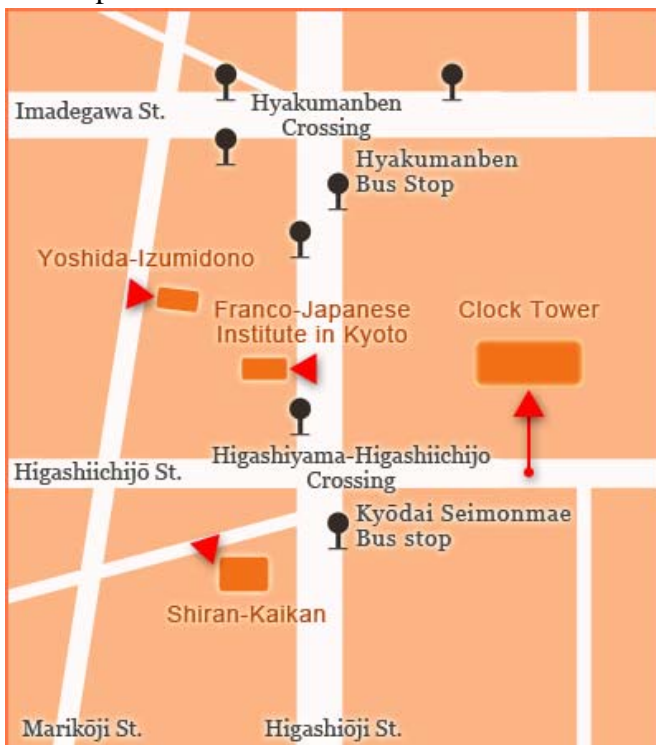 Imadegawa St.
Hyakumanben
Crossing
Hyakumanben
Bus Stop
Yoshida-Izumidono
Franco-Japanese
Institute in Kyoto
Clock Tower
Higashiichijō St.
Higashiyama-Higashiichijo
Crossing
Kyōdai Seimonmae
Bus stop
Shiran-Kaikan
Marikōji St.
Higashiōji St.